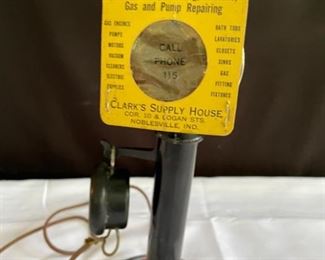 Gas and Pump Repairing
GAS ENGINES
PUMPS
MOTORS
VACUUM
CLEANERS
ELECTRIC
SUPPLIES
CALL
PHONE
115
BATH TUBS
LAVATORIES
CLOSETS
SINKS
GAS
FITTING
FIXTURES
CLARK'S SUPPLY HOUSE
COR. 10 & LOGAN STS.
NOBLESVILLE, IND.